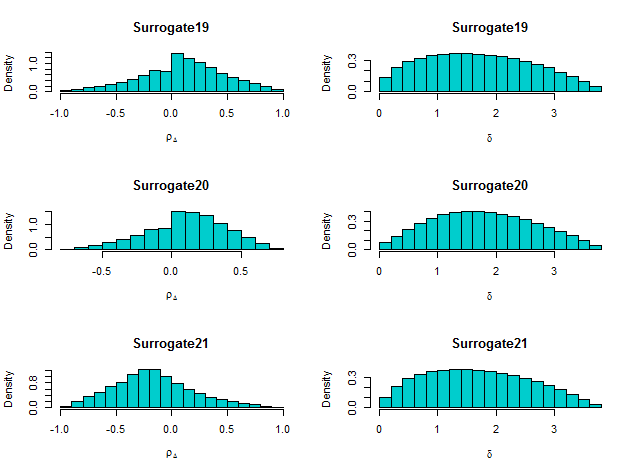 Surrogate19
Density
0.0 1.0
-1.0 -0.5 0.0 0.5 1.0
ρΔ
Surrogate19
Density
0.0 0.3
0 1 2 3
δ
Surrogate20
Density
0.0 1.0
-0.5 0.0 0.5
ρΔ
Surrogate20
Density
0.0 0.3
0 1 2 3
δ
Surrogate21
Density
0.0 0.8
-1.0 -0.5 0.0 0.5 1.0
ρΔ
Surrogate21
Density
0.0 0.3
0 1 2 3
δ